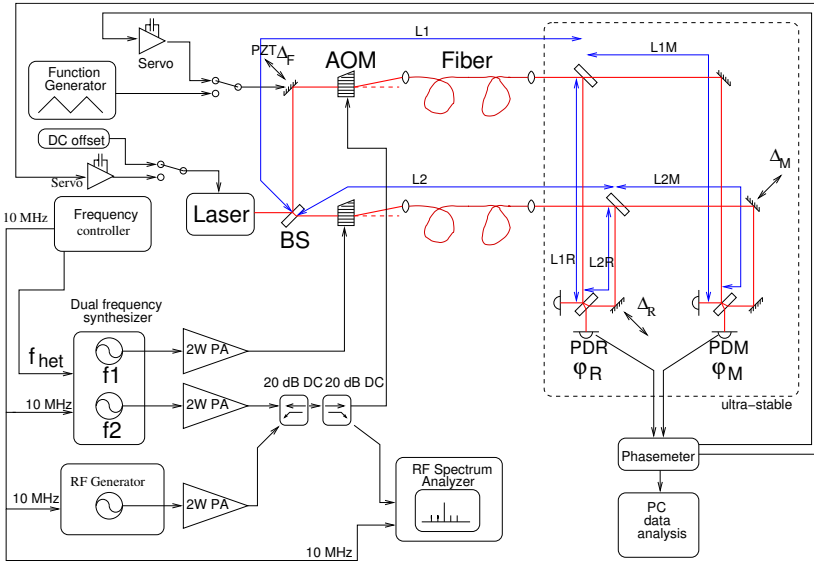 L1
PZT Δ_F
AOM
Fiber
L1M
Servo
Function
Generator
DC offset
Servo
Laser
BS
L2
L2M
Δ_M
10 MHz
Frequency
controller
L1R
L2R
Δ_R
Dual frequency
synthesizer
f_het
f1
2W PA
20 dB DC
20 dB DC
10 MHz
f2
2W PA
PDR
φ_R
PDM
φ_M
ultra-stable
Phasemeter
RF Generator
10 MHz
2W PA
RF Spectrum
Analyzer
PC
data
analysis
10 MHz